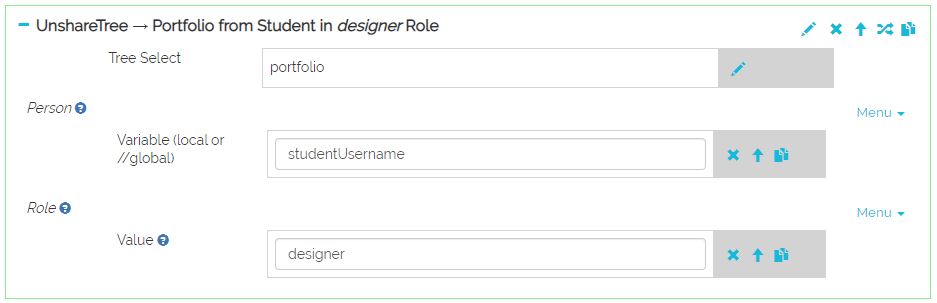 UnshareTree → Portfolio from Student in designer Role
Tree Select
portfolio
Person
Menu
Variable (local or
//global)
studentUsername
Role
Menu
Value
designer